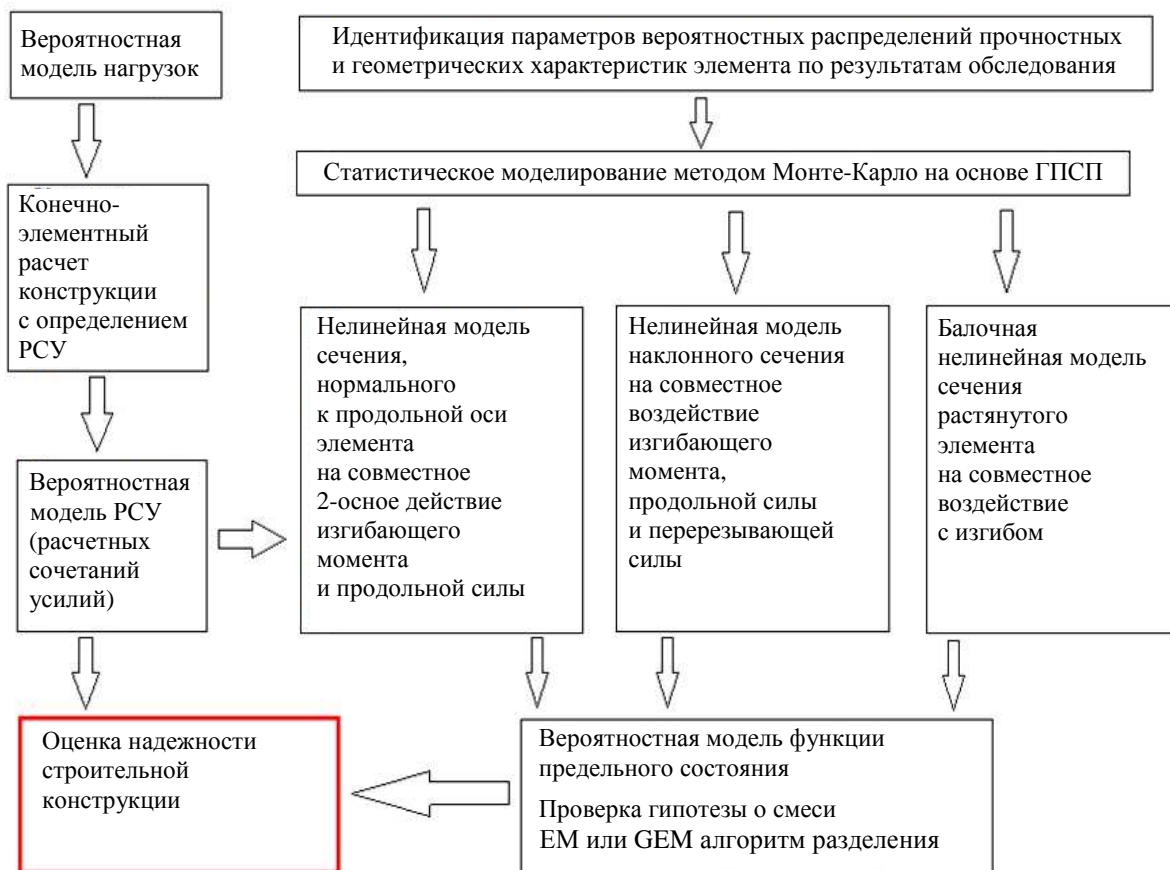 Вероятностная
модель нагрузок
Идентификация параметров вероятностных распределений прочностных
и геометрических характеристик элемента по результатам обследования
Статистическое моделирование методом Монте-Карло на основе ГПСП
Конечно-
элементный
расчет
конструкции
с определением
РСУ
Нелинейная модель
сечения,
нормального
к продольной оси
элемента
на совместное
2-осное действие
изгибающего
момента
и продольной силы
Нелинейная модель
наклонного сечения
на совместное
воздействие
изгибающего
момента,
продольной силы
и перерезывающей
силы
Балочная
нелинейная модель
сечения
растянутого
элемента
на совместное
воздействие
с изгибом
Вероятностная
модель РСУ
(расчетных
сочетаний
усилий)
Оценка надежности
строительной
конструкции
Вероятностная модель функции
предельного состояния
Проверка гипотезы о смеси
EM или GEM алгоритм разделения